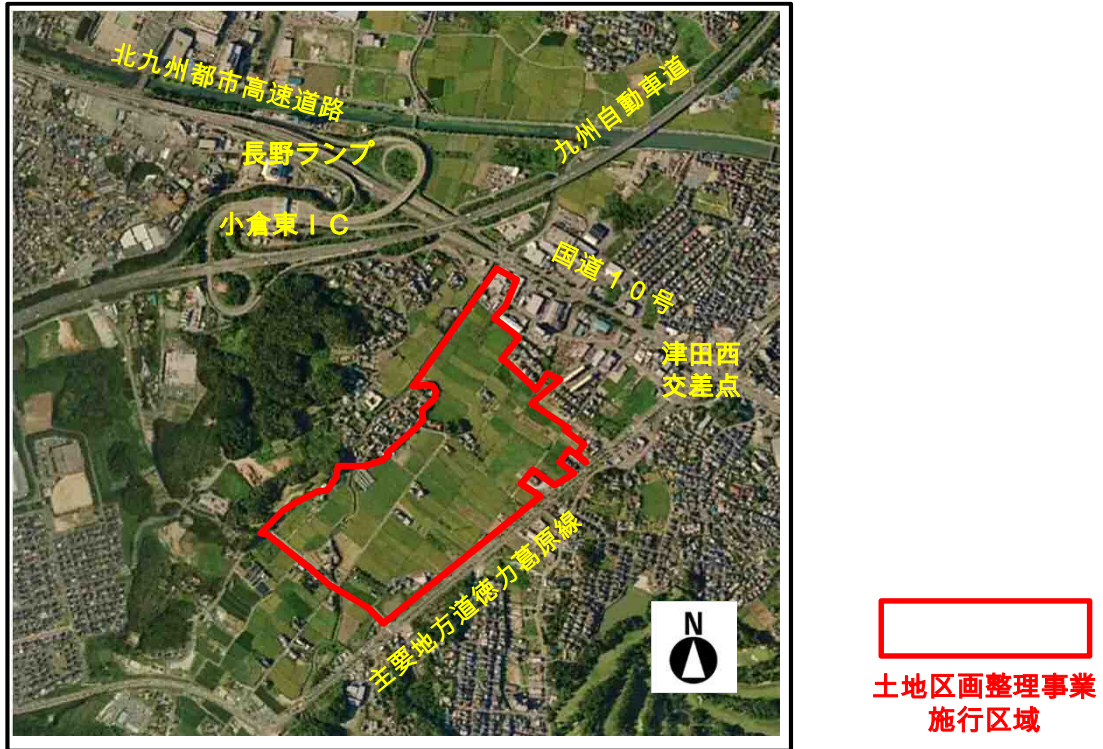 北九州都市高速道路
九州自動車道
長野ランプ
小倉東ＩＣ
国道１０号
津田西
交差点
主要地方道徳力葛原線
N
土地区画整理事業
施行区域